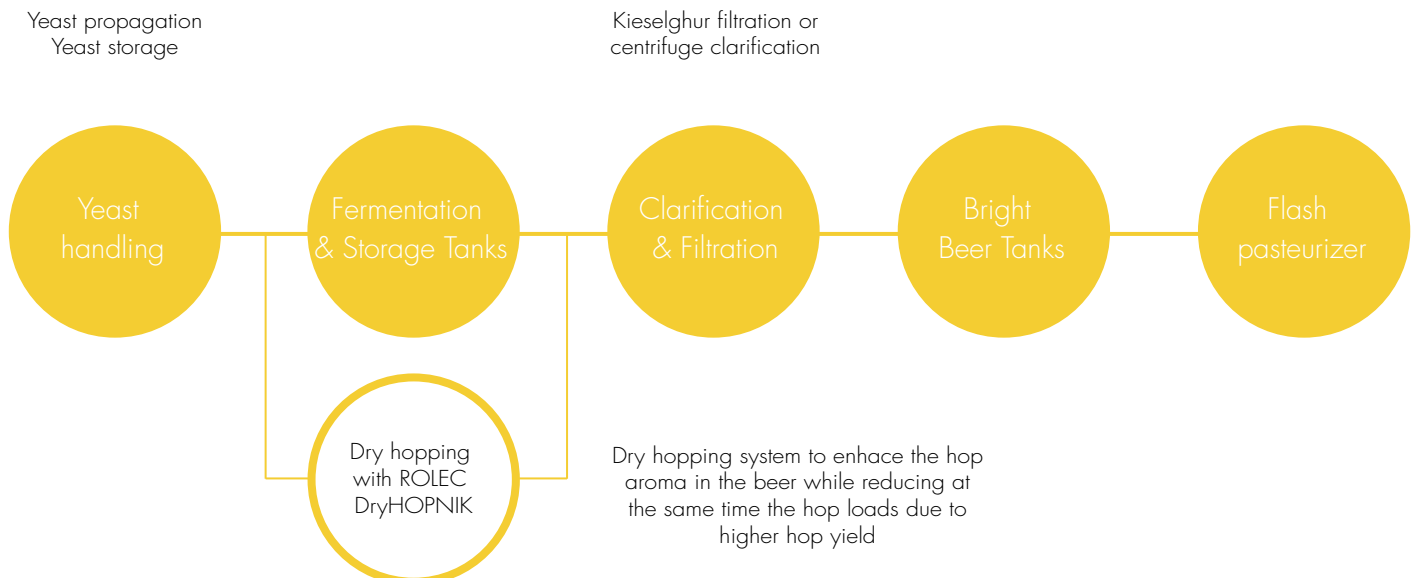 Yeast propagation
Yeast storage
Kieselghur filtration or
centrifuge clarification
Yeast
handling
Fermentation
& Storage Tanks
Clarification
& Filtration
Bright
Beer Tanks
Flash
pasteurizer
Dry hopping
with ROLEC
DryHOPNIK
Dry hopping system to enhace the hop
aroma in the beer while reducing at
the same time the hop loads due to
higher hop yield